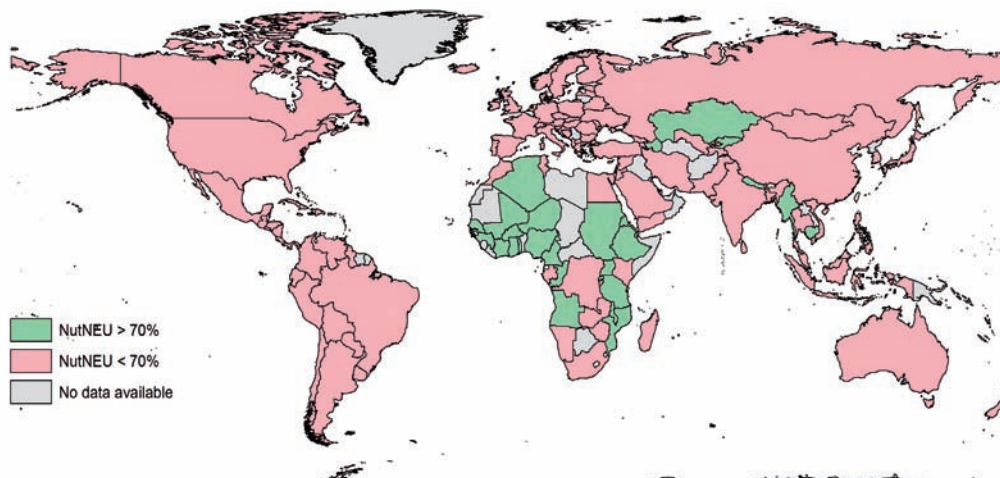 NutNEU > 70%
NutNEU < 70%
No data available